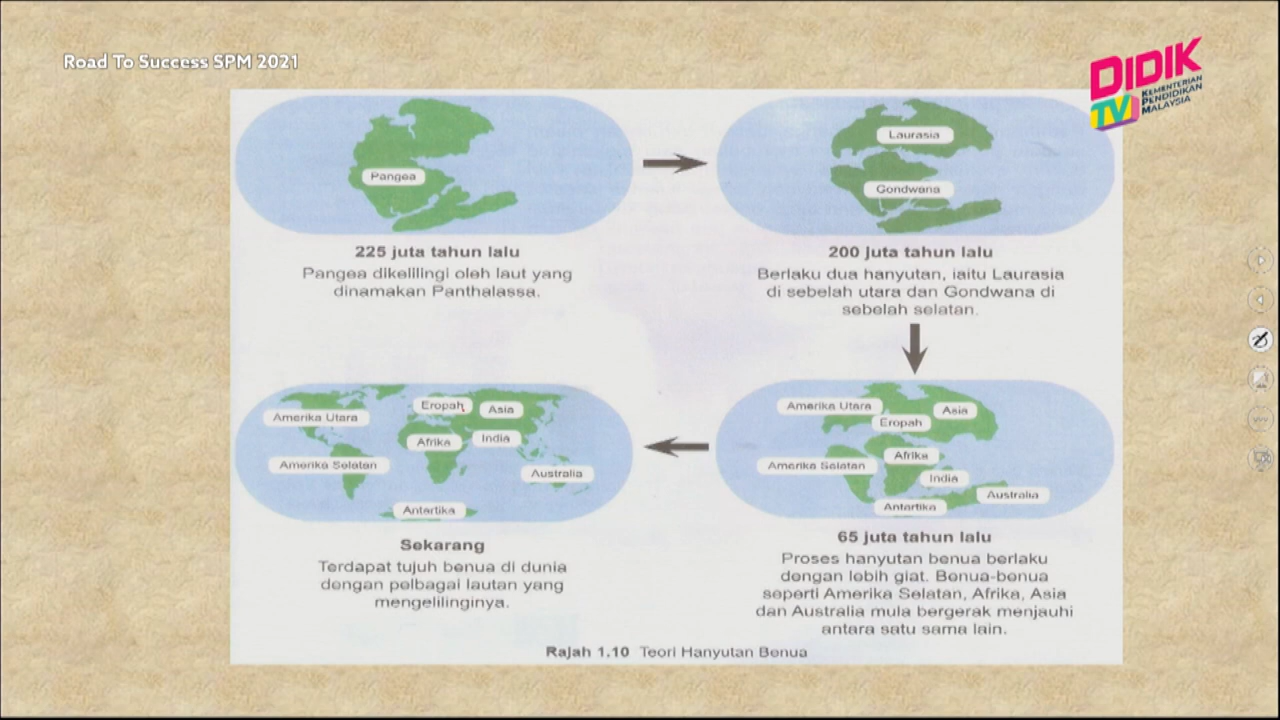 Road To Success SPM 2021
DIDIK
TV
KEMENTERIAN
PENDIDIKAN
MALAYSIA
Pangea
225 juta tahun lalu
Pangea dikelilingi oleh laut yang
dinamakan Panthalassa.
Laurasia
Gondwana
200 juta tahun lalu
Berlaku dua hanyutan, iaitu Laurasia
di sebelah utara dan Gondwana di
sebelah selatan.
Amerika Utara
Eropah
Asia
Afrika
Amerika Selatan
India
Australia
Antartika
65 juta tahun lalu
Proses hanyutan benua berlaku
dengan lebih giat. Benua-benua
seperti Amerika Selatan, Afrika, Asia
dan Australia mula bergerak menjauhi
antara satu sama lain.
Amerika Utara
Eropah
Asia
Afrika
India
Amerika Selatan
Australia
Antartika
Sekarang
Terdapat tujuh benua di dunia
dengan pelbagai lautan yang
mengelilinginya.
Rajah 1.10 Teori Hanyutan Benua